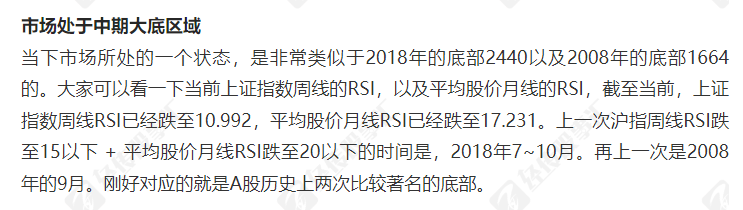 市场处于中期大底区域
当下市场所处的一个状态，是非常类似于2018年的底部2440以及2008年的底部1664
的。大家可以看一下当前上证指数周线的RSI，以及平均股价月线的RSI，截至当前，上证
指数周线RSI已经跌至10.992，平均股价月线RSI已经跌至17.231。上一次沪指周线RSI跌
至15以下 + 平均股价月线RSI跌至20以下的时间是，2018年7~10月。再上一次是2008
年的9月。刚好对应的就是A股历史上两次比较著名的底部。